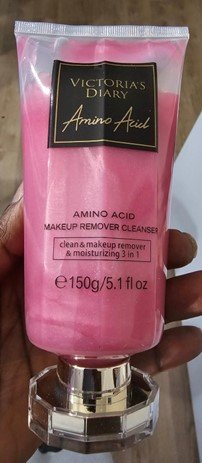 VICTORIA'S
DIARY
Amino Acid
AMINO ACID
MAKEUP REMOVER CLEANSER
clean & makeup remover
& moisturizing 3 in 1
℮150g/5.1 fl oz